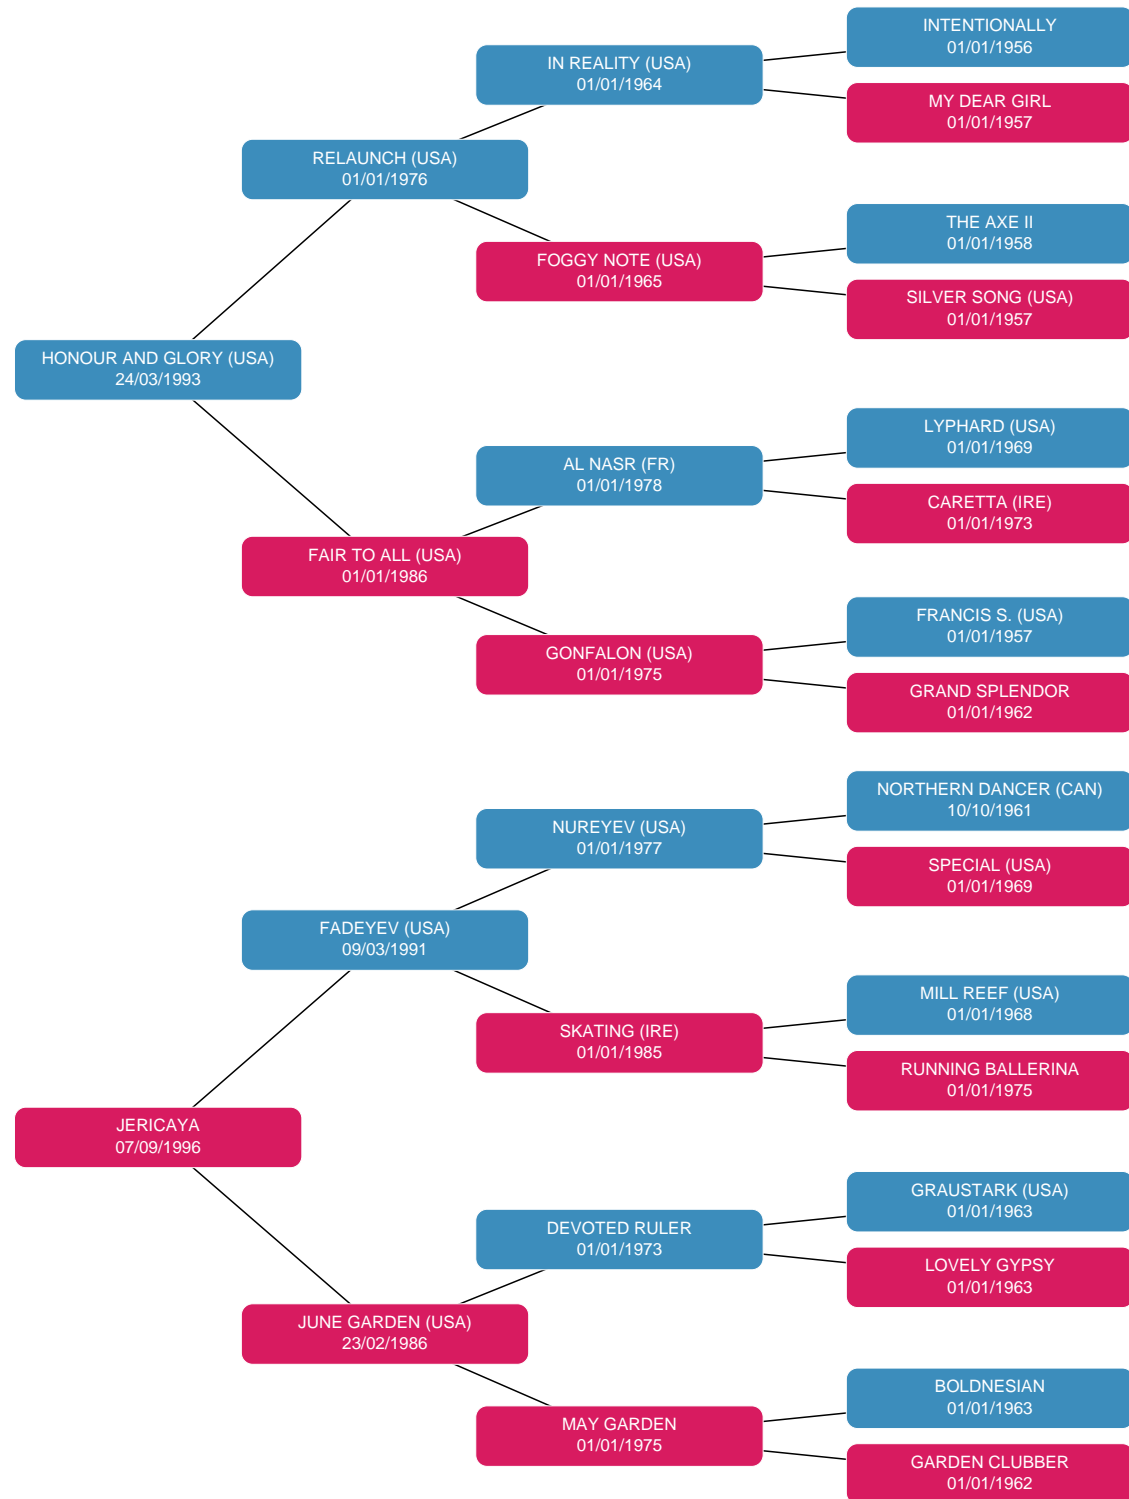 INTENTIONALLY
01/01/1956
IN REALITY (USA)
01/01/1964
MY DEAR GIRL
01/01/1957
RELAUNCH (USA)
01/01/1976
THE AXE II
01/01/1958
FOGGY NOTE (USA)
01/01/1965
SILVER SONG (USA)
01/01/1957
HONOUR AND GLORY (USA)
24/03/1993
LYPHARD (USA)
01/01/1969
AL NASR (FR)
01/01/1978
CARETTA (IRE)
01/01/1973
FAIR TO ALL (USA)
01/01/1986
FRANCIS S. (USA)
01/01/1957
GONFALON (USA)
01/01/1975
GRAND SPLENDOR
01/01/1962
NORTHERN DANCER (CAN)
10/10/1961
NUREYEV (USA)
01/01/1977
SPECIAL (USA)
01/01/1969
FADEYEV (USA)
09/03/1991
MILL REEF (USA)
01/01/1968
SKATING (IRE)
01/01/1985
RUNNING BALLERINA
01/01/1975
JERICAYA
07/09/1996
GRAUSTARK (USA)
01/01/1963
DEVOTED RULER
01/01/1973
LOVELY GYPSY
01/01/1963
JUNE GARDEN (USA)
23/02/1986
BOLDNESIAN
01/01/1963
MAY GARDEN
01/01/1975
GARDEN CLUBBER
01/01/1962